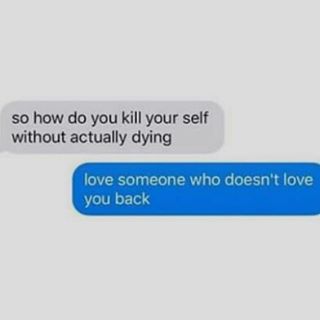 so how do you kill your self
without actually dying
love someone who doesn't love
you back